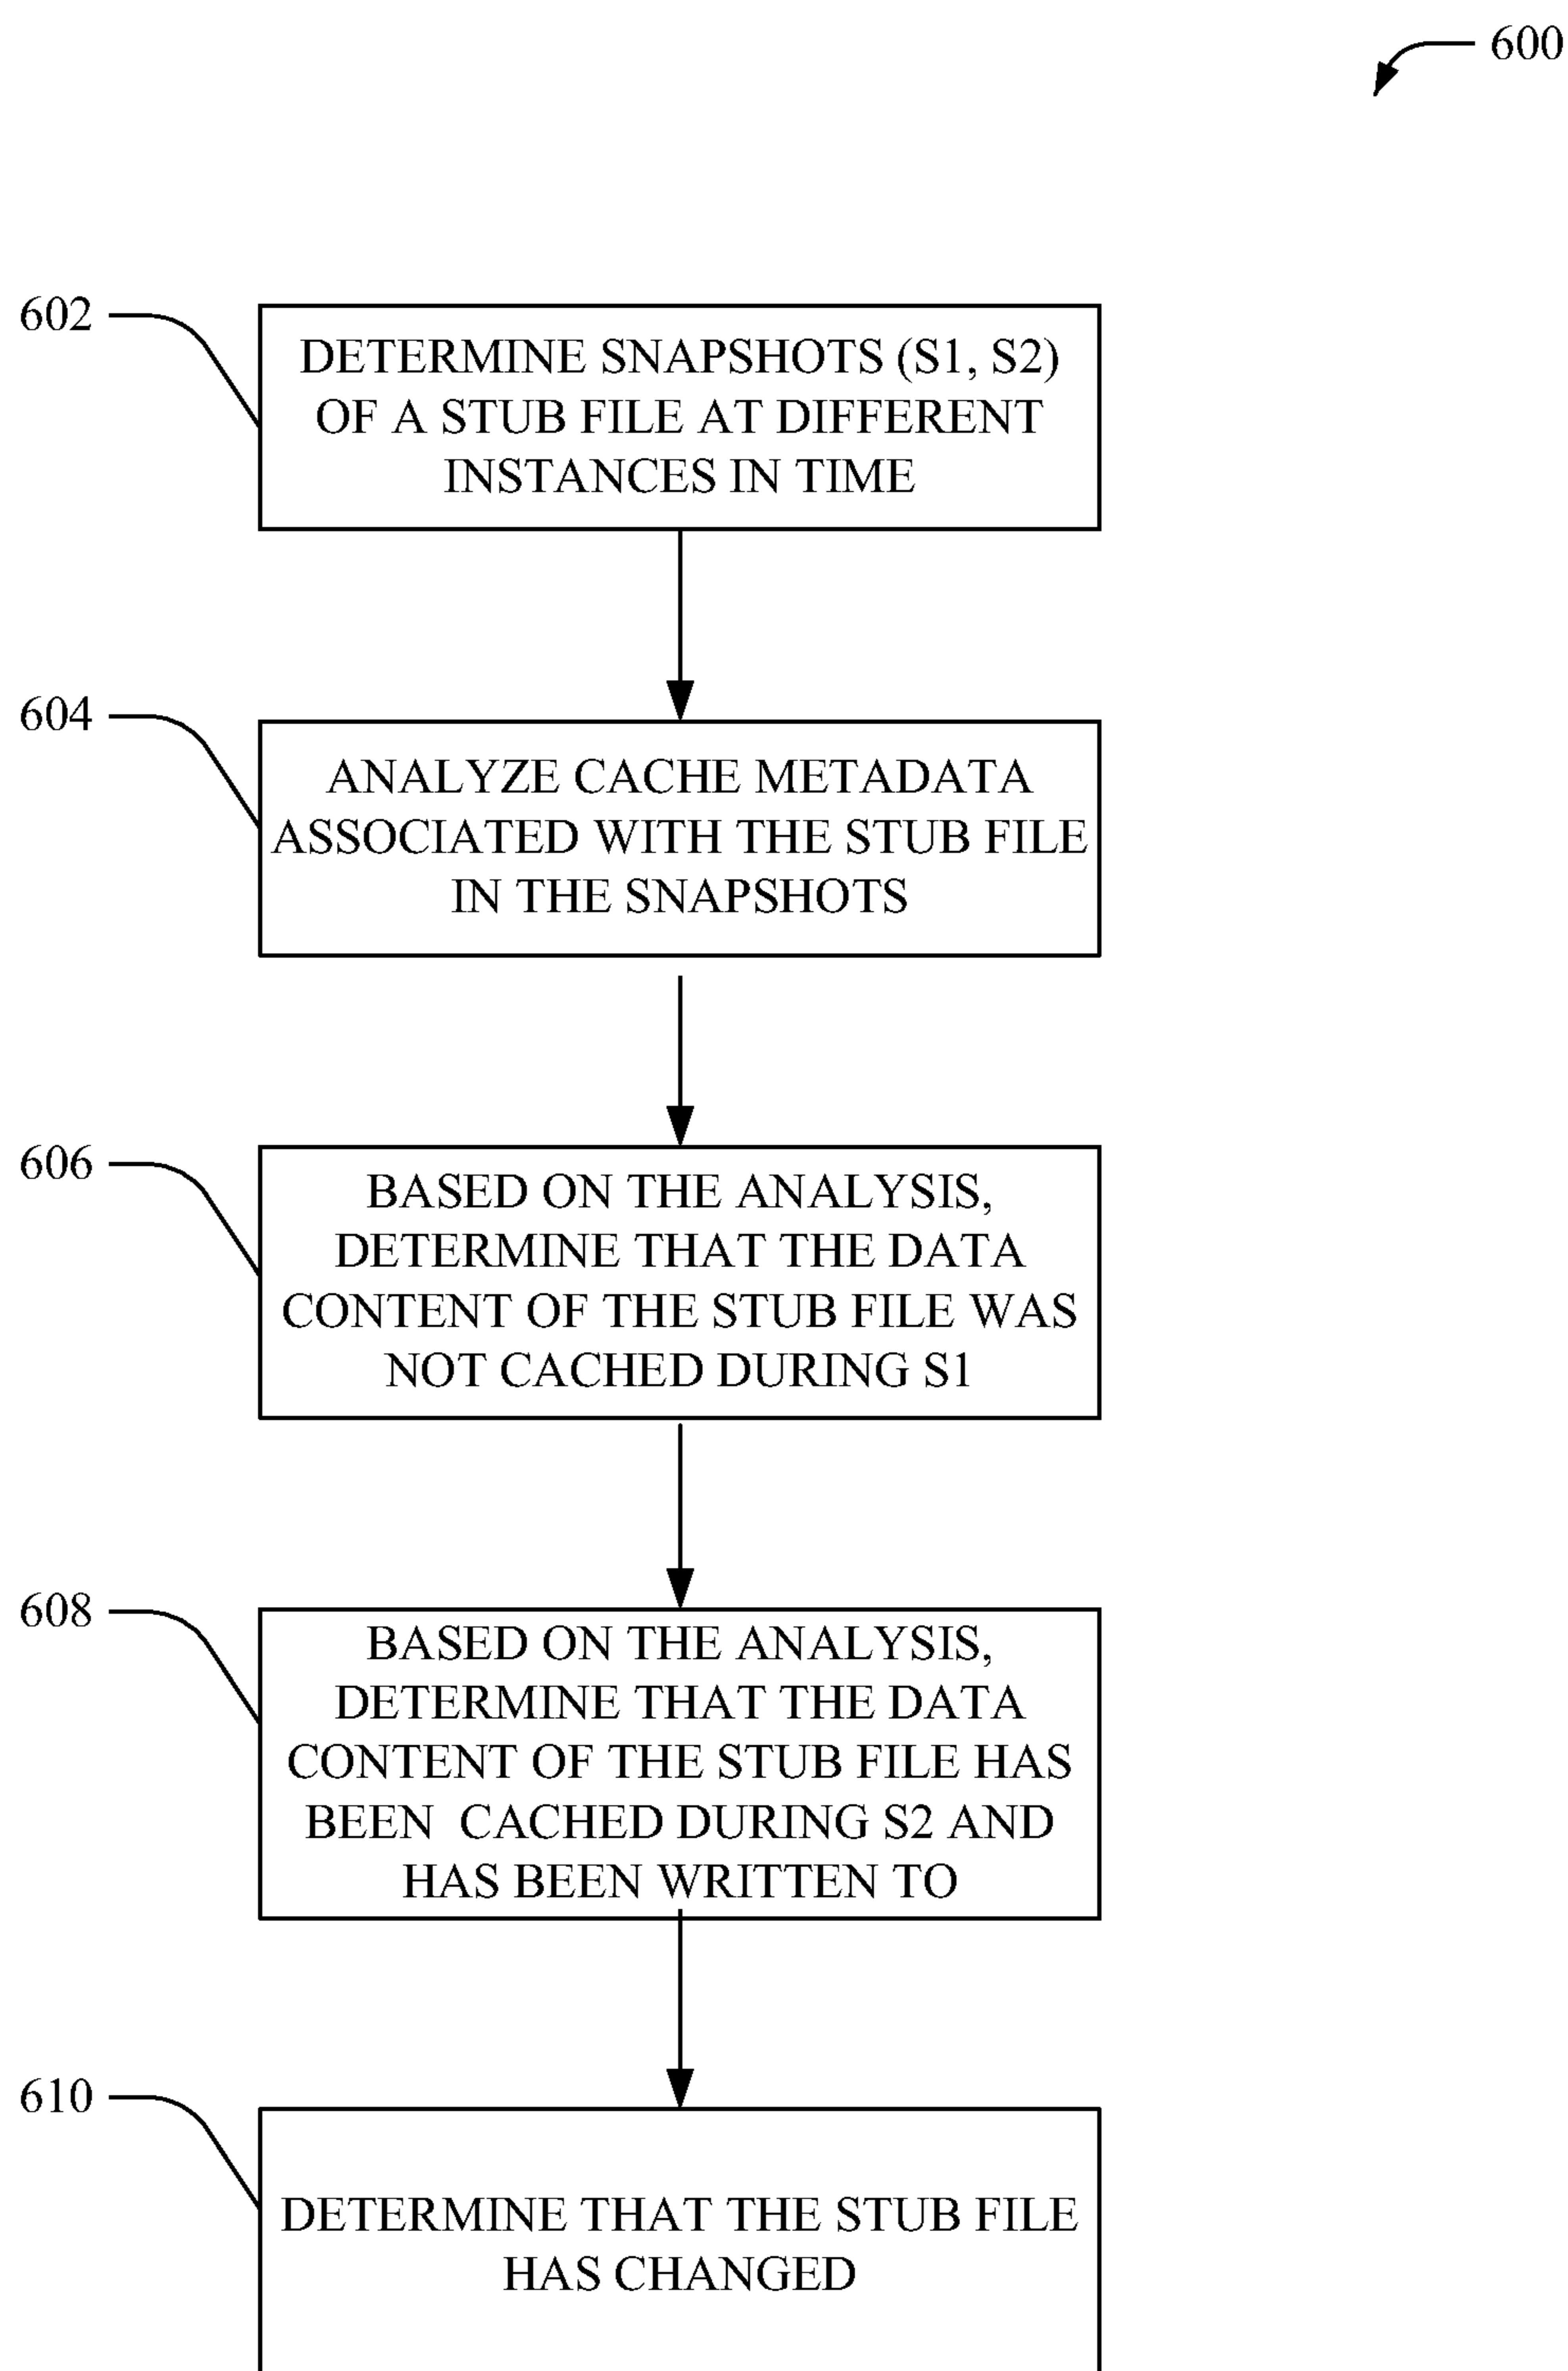 600
602
DETERMINE SNAPSHOTS (S1, S2)
OF A STUB FILE AT DIFFERENT
INSTANCES IN TIME
604
ANALYZE CACHE METADATA
ASSOCIATED WITH THE STUB FILE
IN THE SNAPSHOTS
606
BASED ON THE ANALYSIS,
DETERMINE THAT THE DATA
CONTENT OF THE STUB FILE WAS
NOT CACHED DURING S1
608
BASED ON THE ANALYSIS,
DETERMINE THAT THE DATA
CONTENT OF THE STUB FILE HAS
BEEN CACHED DURING S2 AND
HAS BEEN WRITTEN TO
610
DETERMINE THAT THE STUB FILE
HAS CHANGED